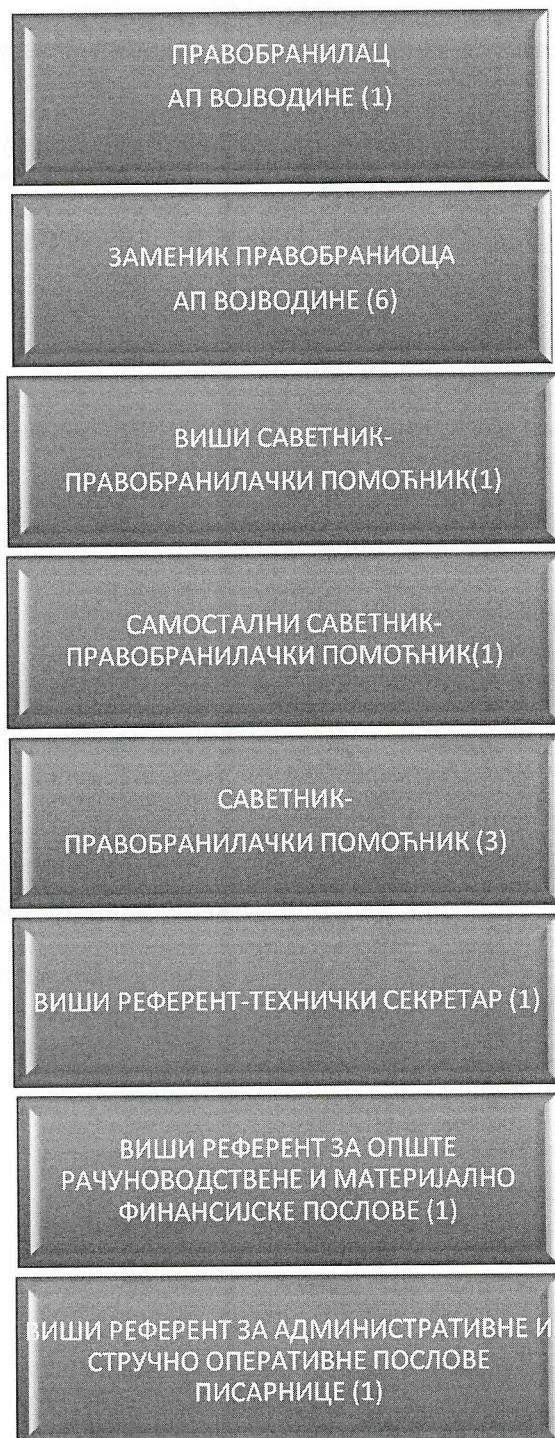 ПРАВОБРАНИЛАЦ
АП ВОЈВОДИНЕ (1)
ЗАМЕНИК ПРАВОБРАНИОЦА
АП ВОЈВОДИНЕ (6)
ВИШИ САВЕТНИК-
ПРАВОБРАНИЛАЧКИ ПОМОЋНИК(1)
САМОСТАЛНИ САВЕТНИК-
ПРАВОБРАНИЛАЧКИ ПОМОЋНИК(1)
САВЕТНИК-
ПРАВОБРАНИЛАЧКИ ПОМОЋНИК (3)
ВИШИ РЕФЕРЕНТ-ТЕХНИЧКИ СЕКРЕТАР (1)
ВИШИ РЕФЕРЕНТ ЗА ОПШТЕ
РАЧУНОВОДСТВЕНЕ И МАТЕРИЈАЛНО
ФИНАНСИЈСКЕ ПОСЛОВЕ (1)
ВИШИ РЕФЕРЕНТ ЗА АДМИНИСТРАТИВНЕ И
СТРУЧНО ОПЕРАТИВНЕ ПОСЛОВЕ
ПИСАРНИЦЕ (1)